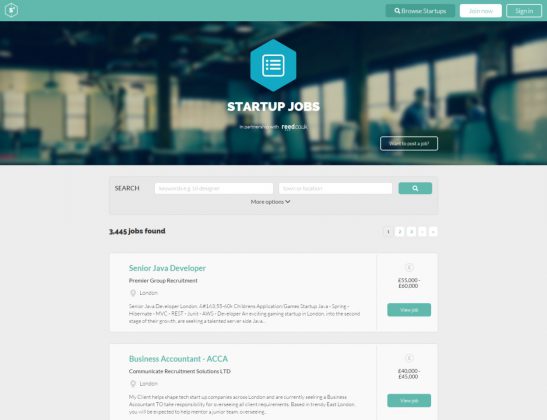 Browse Startups
Join now
Sign in
STARTUP JOBS
in partnership with reed.co.uk
Want to post a job?
SEARCH
keywords e.g. UI designer
town or location
More options
3,445 jobs found
1 2 3
Senior Java Developer
Premier Group Recruitment
London
£55,000 -
£60,000
Senior Java Developer London, &#163;55-60k Childrens Application/Games Startup Java - Spring -
Hibernate - MVC - REST - Junit - AWS - Developer An exciting gaming startup in London, into the second
stage of their growth, are seeking a talented server side Java...
View job
Business Accountant - ACCA
Communicate Recruitment Solutions LTD
London
£40,000 -
£45,000
My Client helps shape tech start up companies across London and are currently seeking a Business
Accountant TO take responsibility for overseeing all client requirements. Based in trendy East London,
you will be expected to help mentor a junior team, overseeing...
View job